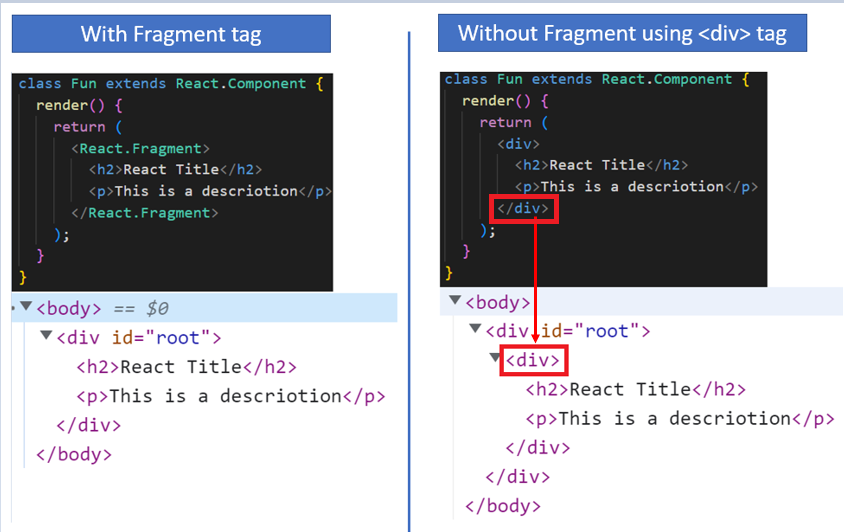 With Fragment tag
class Fun extends React.Component {
render() {
return (
<React.Fragment>
<h2>React Title</h2>
<p>This is a descriotion</p>
</React.Fragment>
);
}
}
<body> == $0
<div id="root">
<h2>React Title</h2>
<p>This is a descriotion</p>
</div>
</body>
Without Fragment using <div> tag
class Fun extends React.Component {
render() {
return (
<div>
<h2>React Title</h2>
<p>This is a descriotion</p>
</div>
);
}
}
<body>
<div id="root">
<div>
<h2>React Title</h2>
<p>This is a descriotion</p>
</div>
</div>
</body>